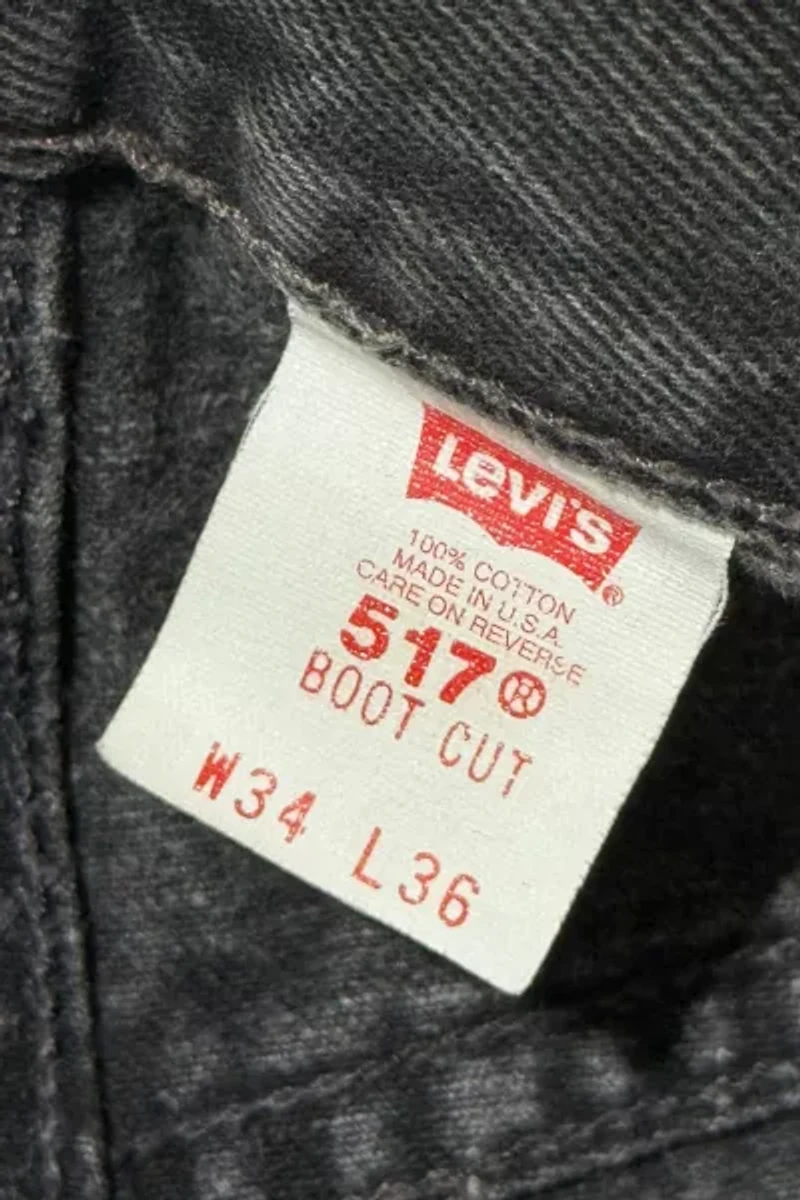 Levi's
®
100% COTTON
MADE IN U.S.A.
CARE ON REVERSE
517®
BOOT CUT
W34 L36